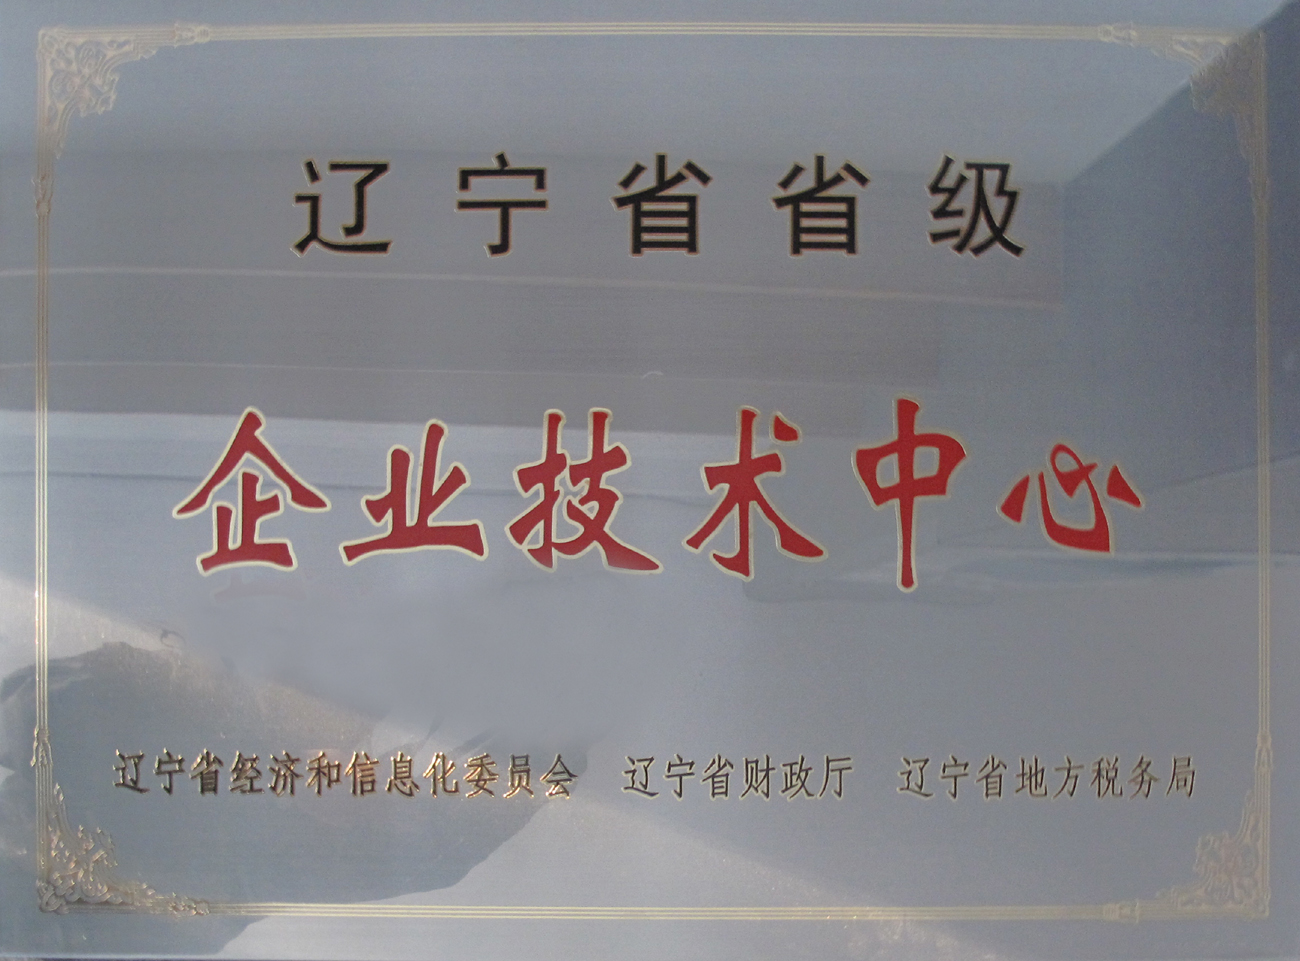 辽宁省省级
企业技术中心
辽宁省经济和信息化委员会 辽宁省财政厅 辽宁省地方税务局